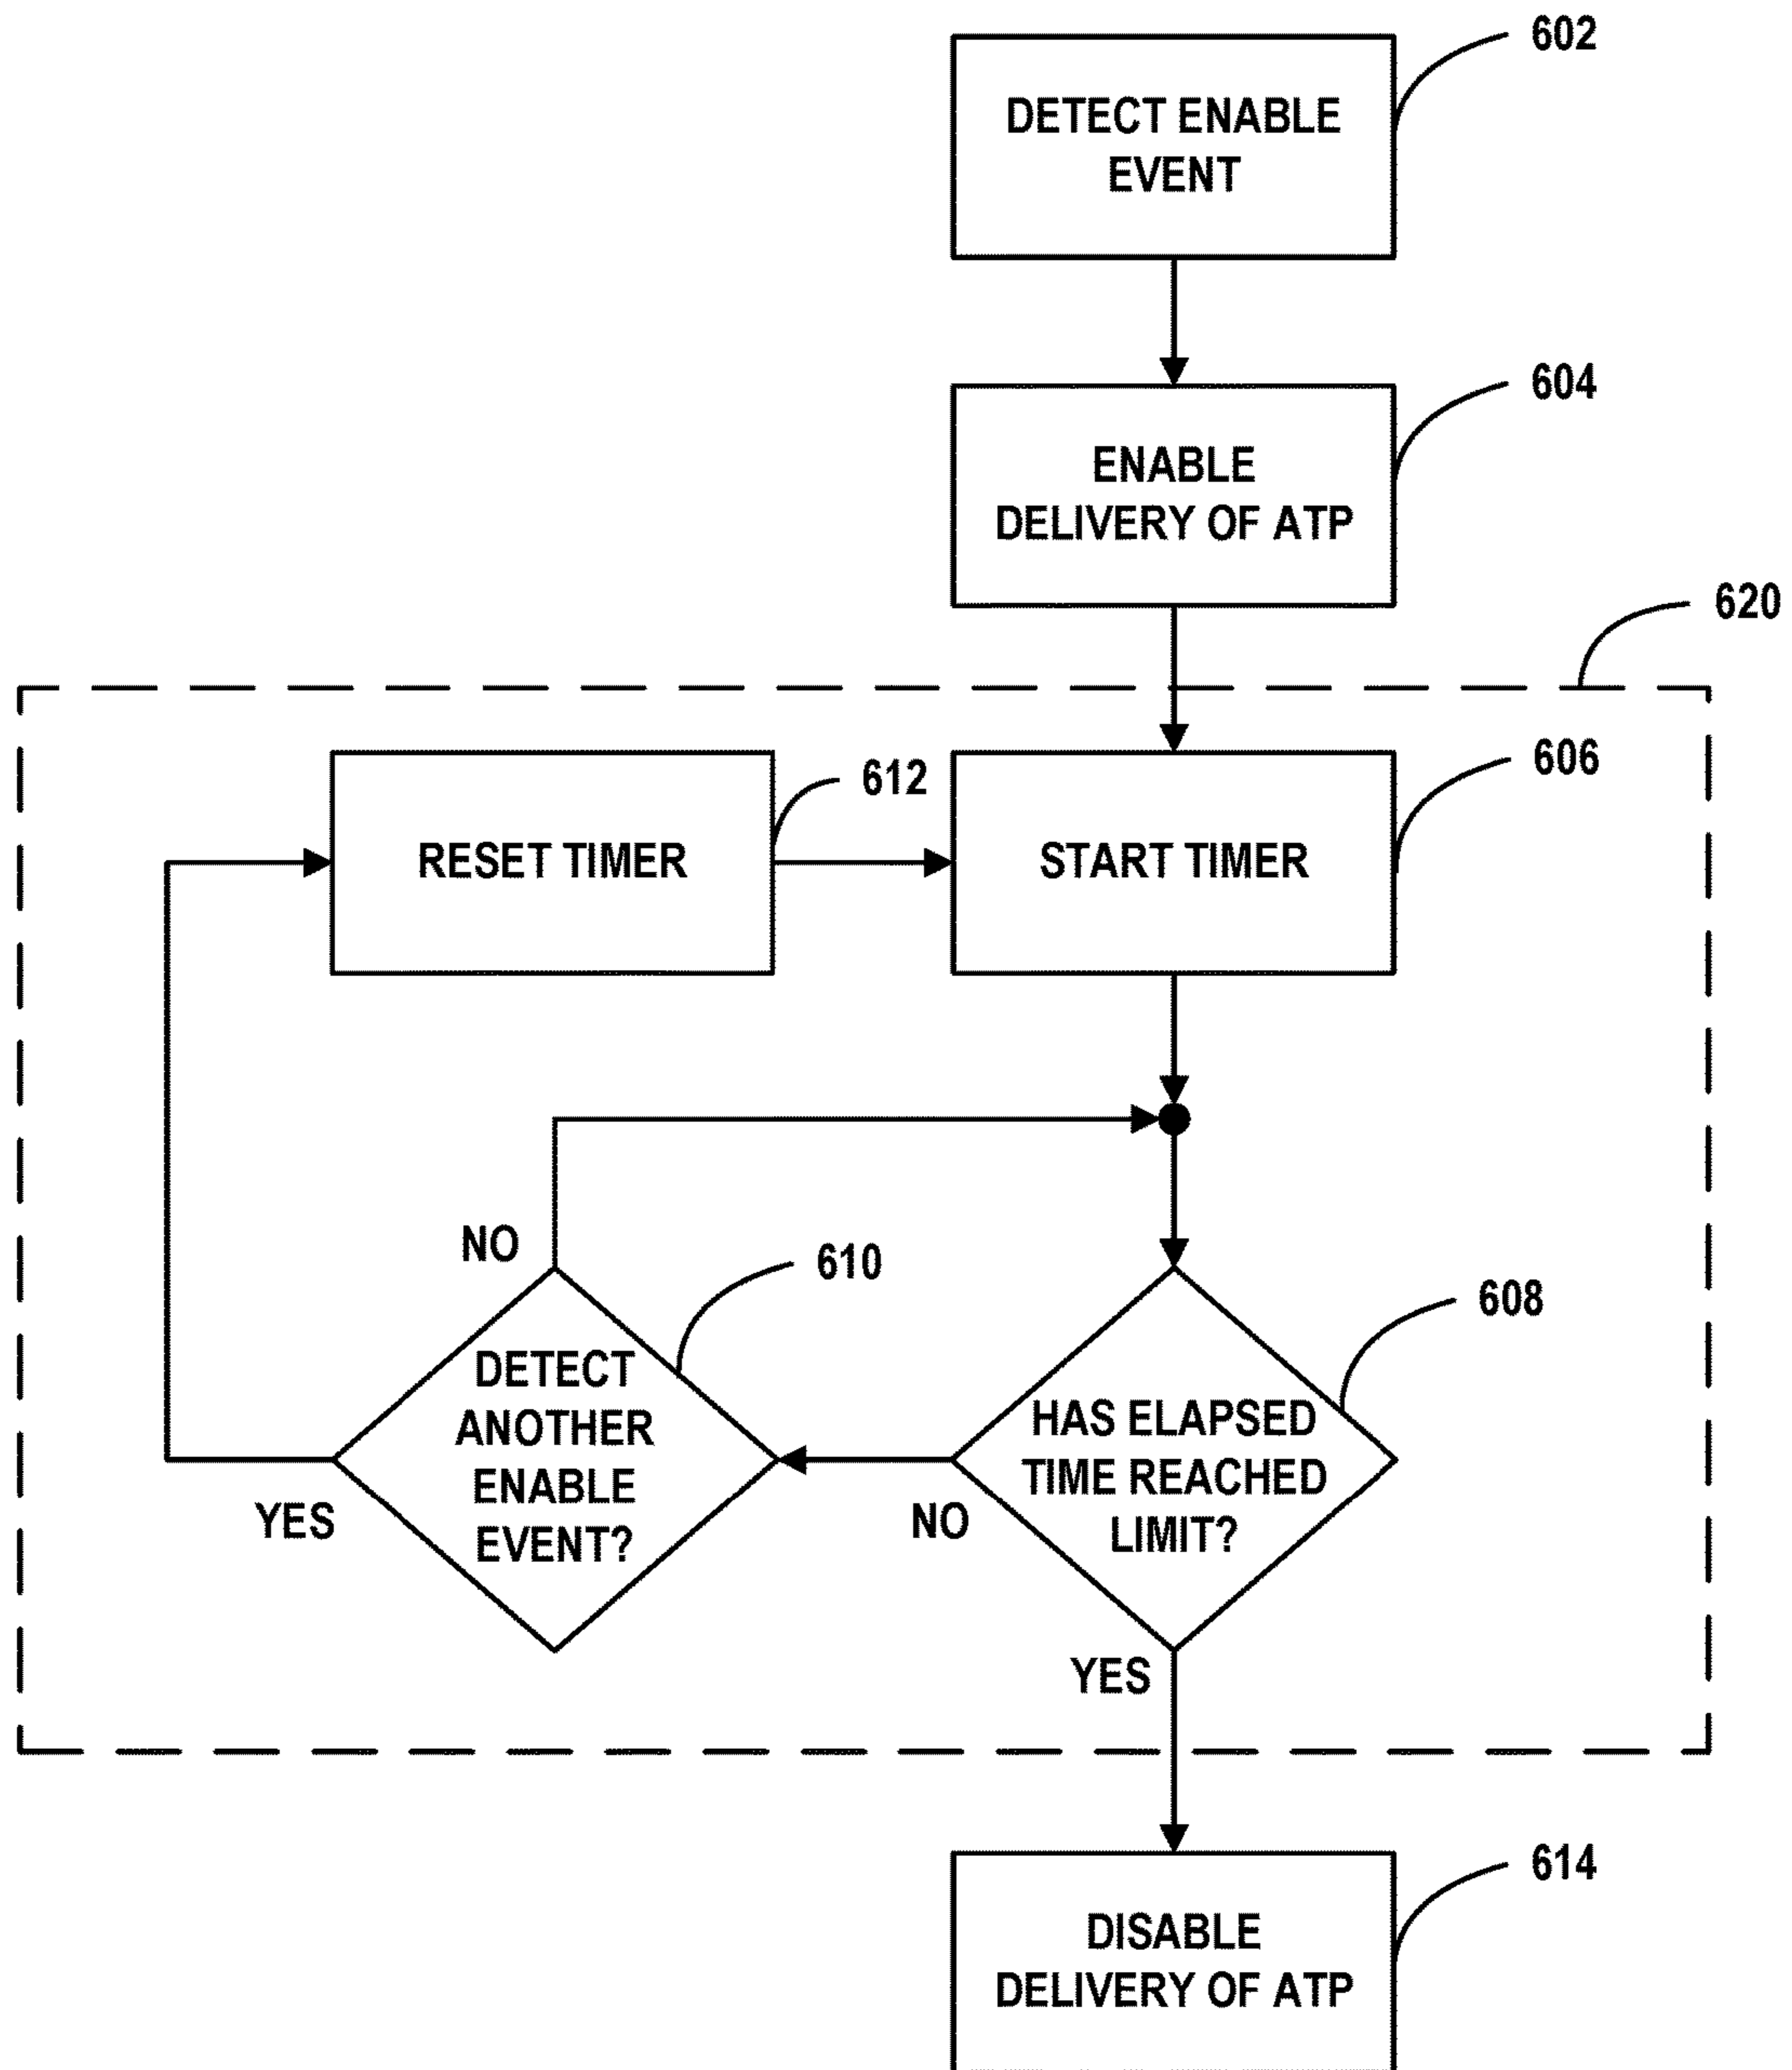 602
DETECT ENABLE
EVENT
604
ENABLE
DELIVERY OF ATP
620
606
612
RESET TIMER
START TIMER
NO
610
608
DETECT
ANOTHER
ENABLE
EVENT?
HAS ELAPSED
TIME REACHED
LIMIT?
YES
NO
YES
614
DISABLE
DELIVERY OF ATP